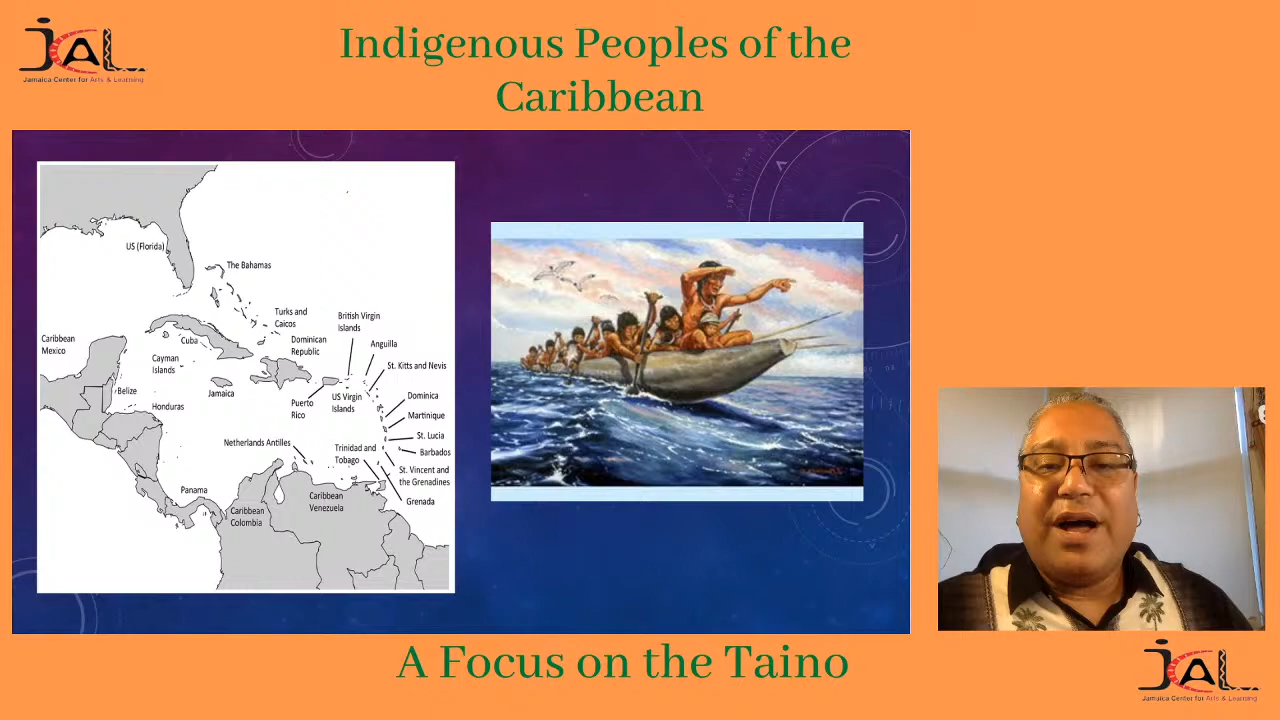 JCAL
Jamaica Center for Arts & Learning
Indigenous Peoples of the
Caribbean
US (Florida)
The Bahamas
Turks and
Caicos
British Virgin
Islands
Caribbean
Mexico
Cuba
Dominican
Republic
Anguilla
Cayman
Islands
St. Kitts and Nevis
Belize
Jamaica
Puerto
Rico
US Virgin
Islands
Dominica
Honduras
Martinique
St. Lucia
Netherlands Antilles
Trinidad and
Tobago
Barbados
St. Vincent and
the Grenadines
Panama
Caribbean
Venezuela
Grenada
Caribbean
Colombia
A Focus on the Taino
JCAL
Jamaica Center for Arts & Learning